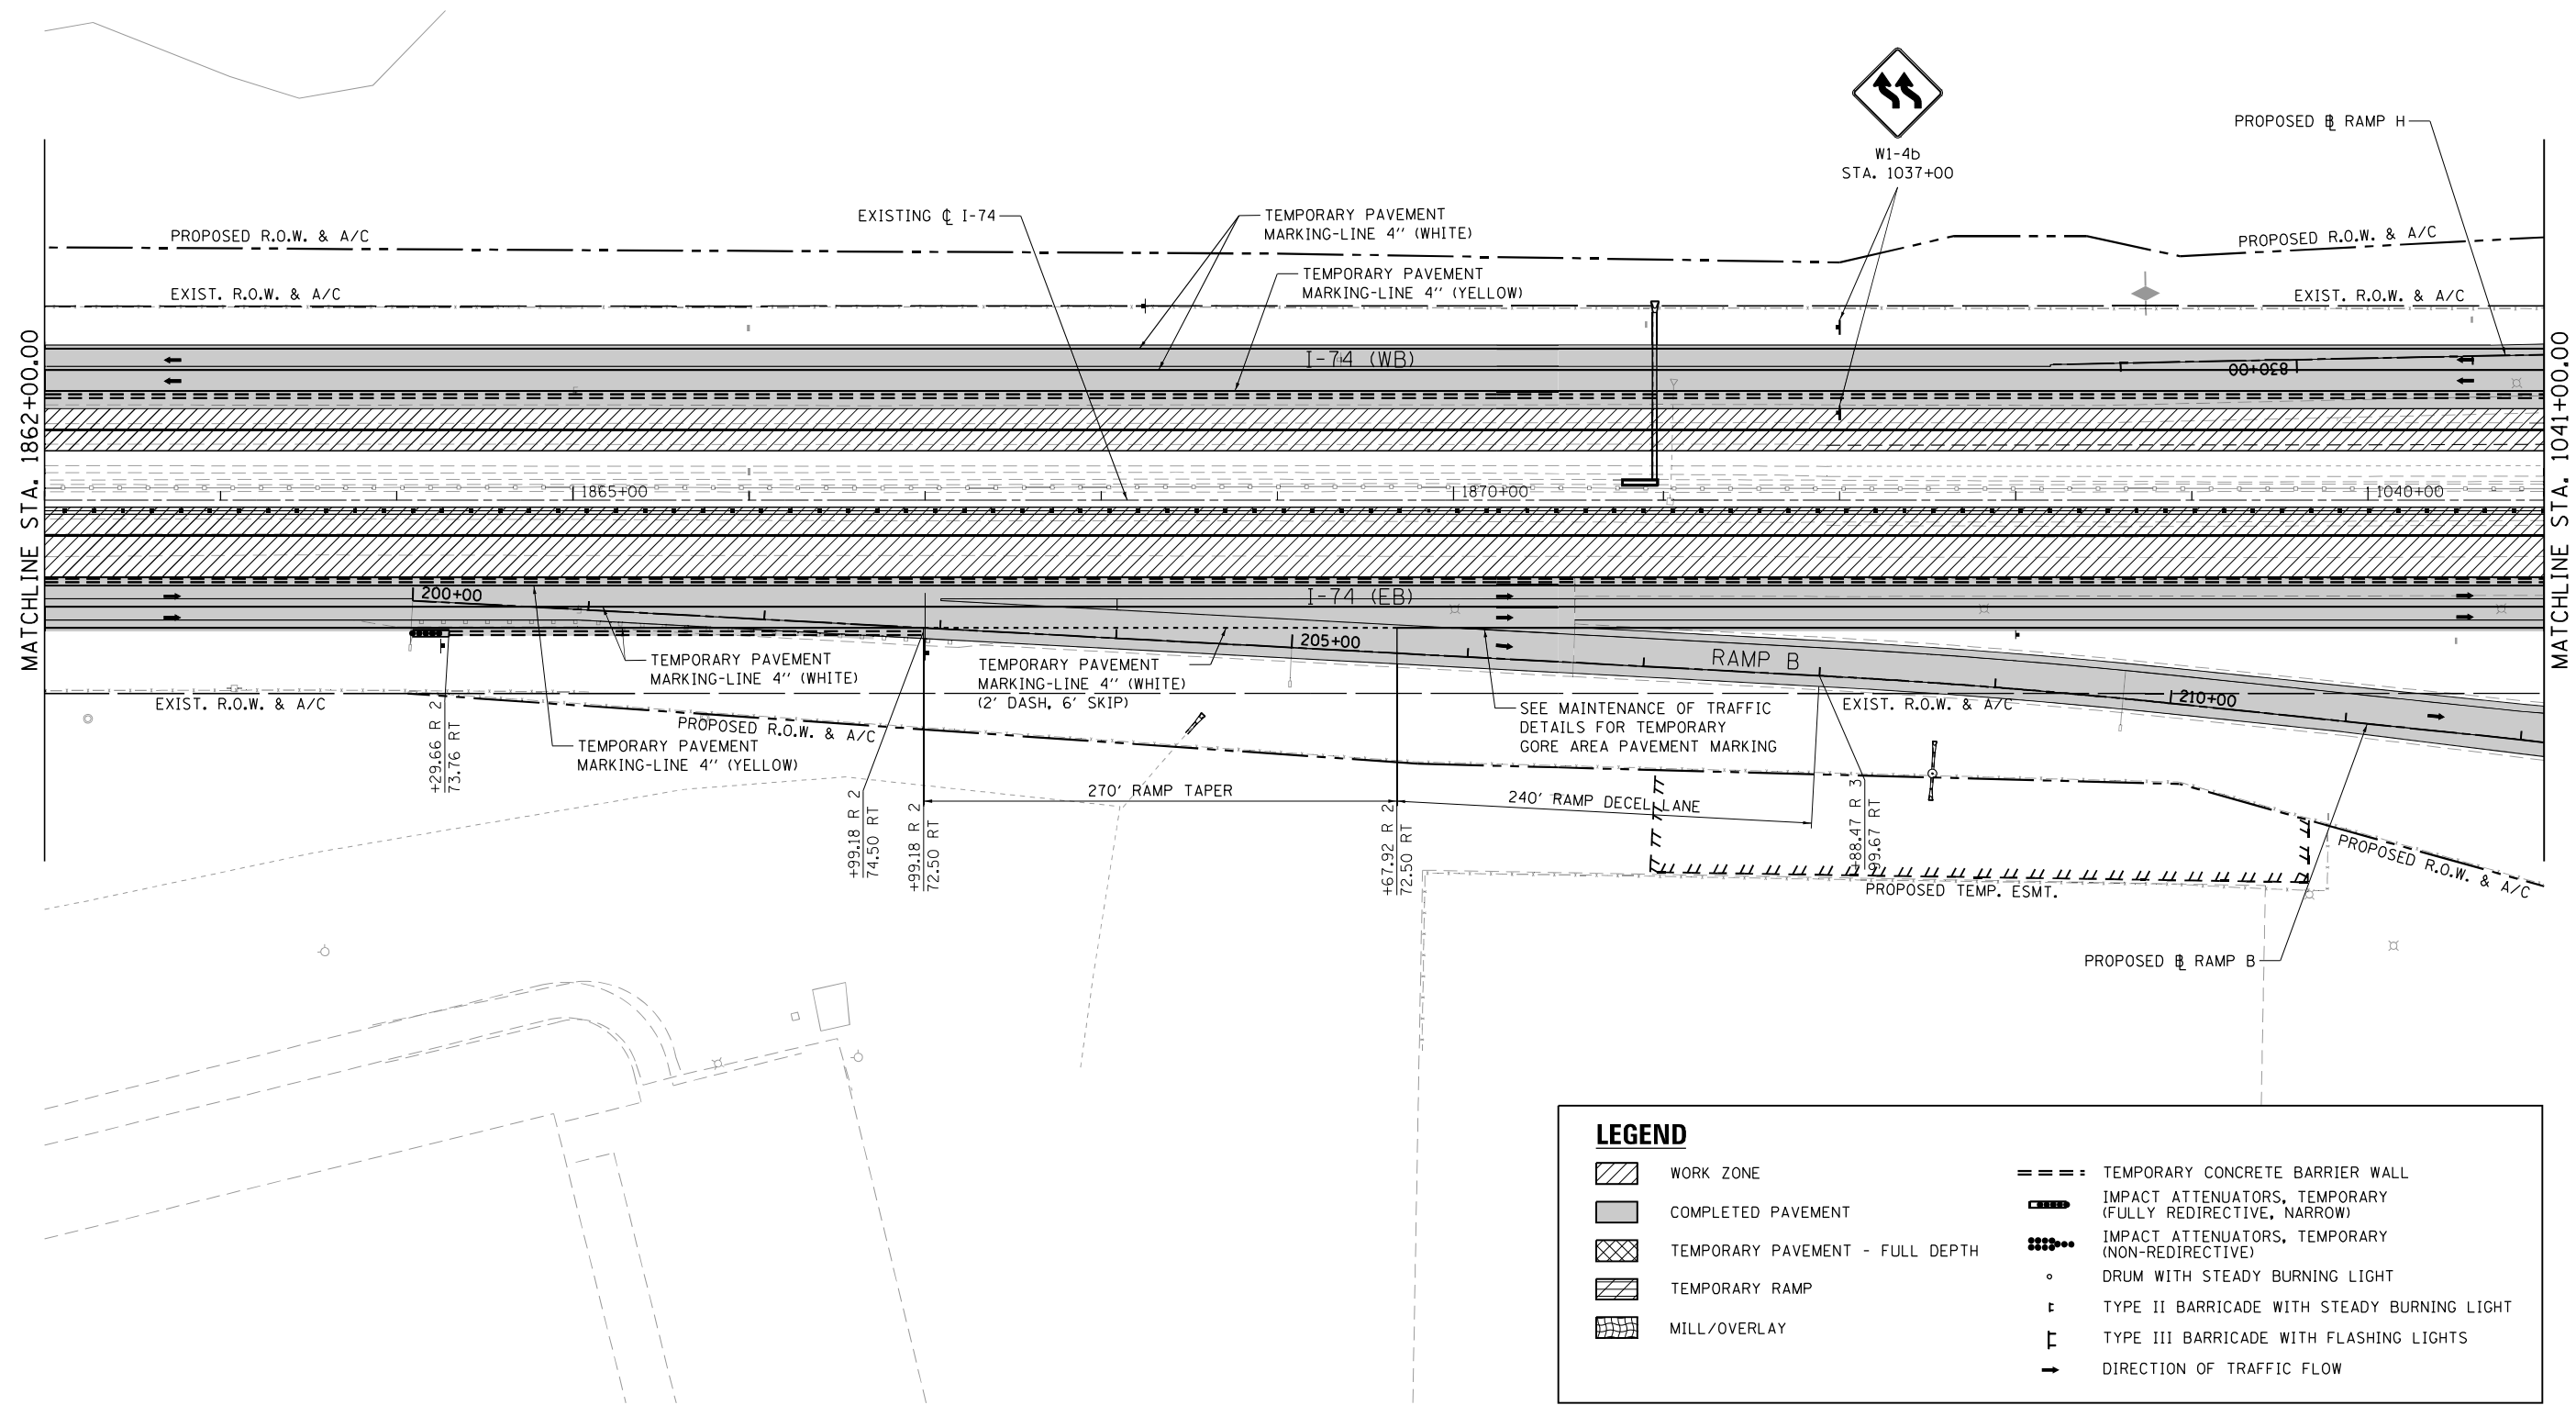 W1-4b
STA. 1037+00
PROPOSED ⅊ RAMP H
EXISTING ℄ I-74
TEMPORARY PAVEMENT
MARKING-LINE 4'' (WHITE)
PROPOSED R.O.W. & A/C
PROPOSED R.O.W. & A/C
TEMPORARY PAVEMENT
MARKING-LINE 4'' (YELLOW)
EXIST. R.O.W. & A/C
EXIST. R.O.W. & A/C
MATCHLINE STA. 1862+00.00
MATCHLINE STA. 1041+00.00
I-74 (WB)
830+00
1865+00
1870+00
1040+00
200+00
I-74 (EB)
205+00
RAMP B
210+00
TEMPORARY PAVEMENT
MARKING-LINE 4'' (WHITE)
TEMPORARY PAVEMENT
MARKING-LINE 4'' (WHITE)
(2' DASH, 6' SKIP)
EXIST. R.O.W. & A/C
PROPOSED R.O.W. & A/C
SEE MAINTENANCE OF TRAFFIC
DETAILS FOR TEMPORARY
GORE AREA PAVEMENT MARKING
EXIST. R.O.W. & A/C
TEMPORARY PAVEMENT
MARKING-LINE 4'' (YELLOW)
+29.66 R 2
73.76 RT
+99.18 R 2
74.50 RT
+99.18 R 2
72.50 RT
270' RAMP TAPER
+67.92 R 2
72.50 RT
240' RAMP DECEL LANE
+88.47 R 3
99.67 RT
PROPOSED R.O.W. & A/C
PROPOSED TEMP. ESMT.
PROPOSED ⅊ RAMP B
LEGEND
WORK ZONE
COMPLETED PAVEMENT
TEMPORARY PAVEMENT - FULL DEPTH
TEMPORARY RAMP
MILL/OVERLAY
TEMPORARY CONCRETE BARRIER WALL
IMPACT ATTENUATORS, TEMPORARY
(FULLY REDIRECTIVE, NARROW)
IMPACT ATTENUATORS, TEMPORARY
(NON-REDIRECTIVE)
DRUM WITH STEADY BURNING LIGHT
TYPE II BARRICADE WITH STEADY BURNING LIGHT
TYPE III BARRICADE WITH FLASHING LIGHTS
DIRECTION OF TRAFFIC FLOW